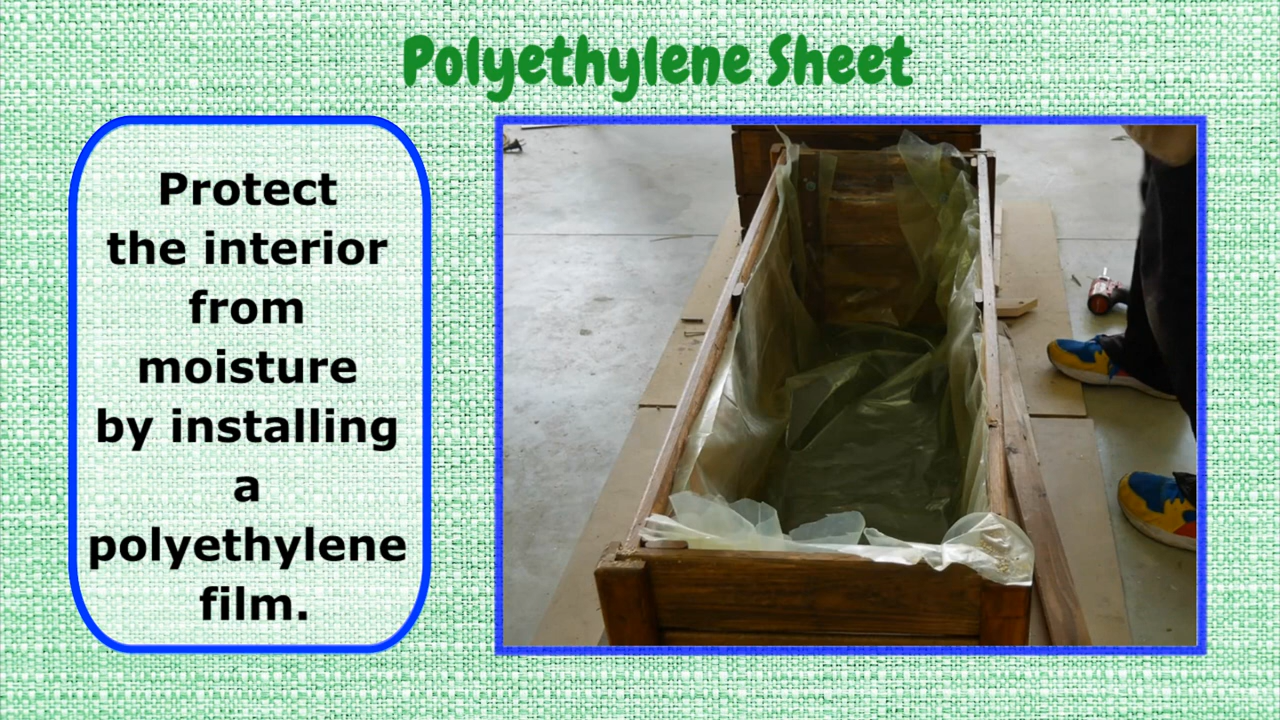 Polyethylene Sheet
Protect
the interior
from
moisture
by installing
a
polyethylene
film.